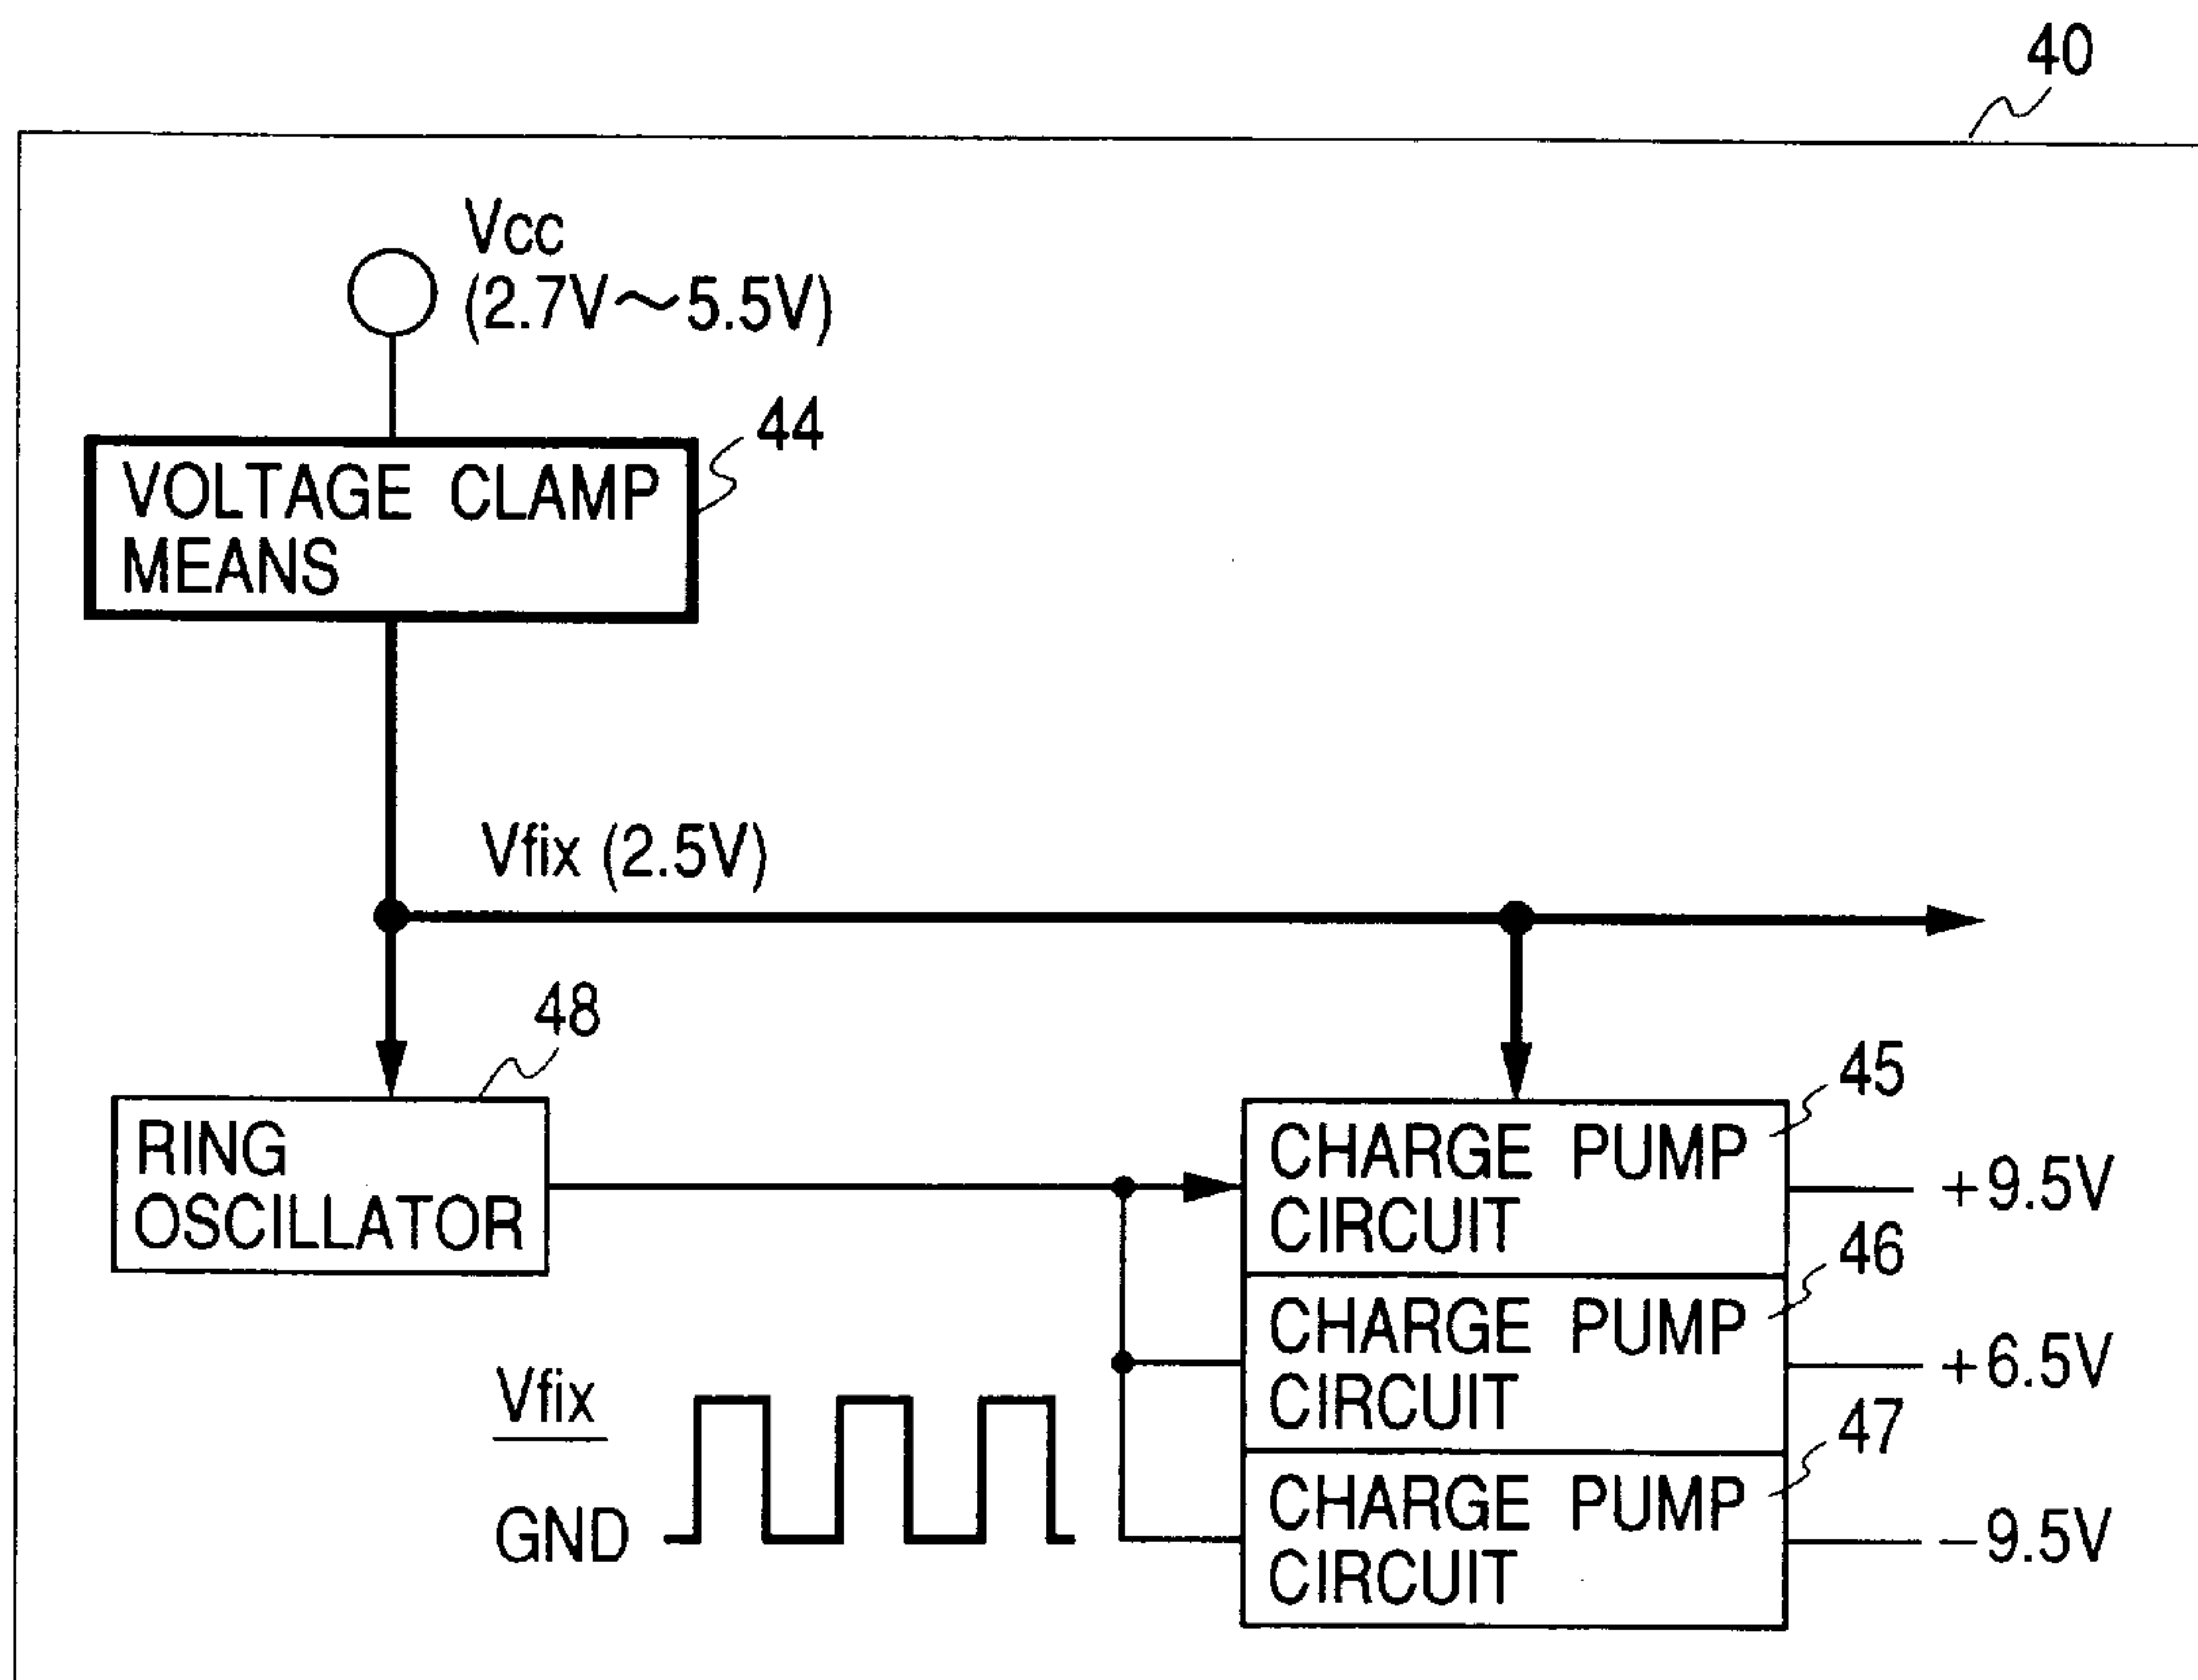 40
Vcc
(2.7V～5.5V)
44
VOLTAGE CLAMP
MEANS
Vfix (2.5V)
48
45
RING
OSCILLATOR
CHARGE PUMP
CIRCUIT
+9.5V
46
CHARGE PUMP
CIRCUIT
+6.5V
47
CHARGE PUMP
CIRCUIT
−9.5V
Vfix
GND